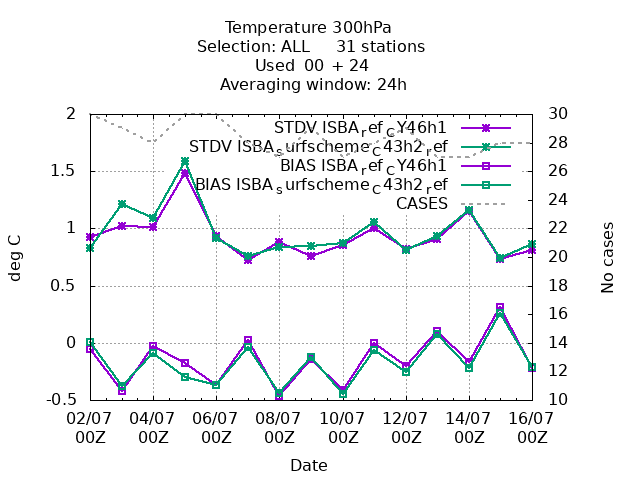 Temperature 300hPa
Selection: ALL 31 stations
Used 00 + 24
Averaging window: 24h
STDV ISBA_ref_CY46h1
STDV ISBA_surfscheme_C43h2_ref
BIAS ISBA_ref_CY46h1
BIAS ISBA_surfscheme_C43h2_ref
CASES
2
1.5
1
0.5
0
-0.5
deg C
30
28
26
24
22
20
18
16
14
12
10
No cases
02/07 04/07 06/07 08/07 10/07 12/07 14/07 16/07
00Z 00Z 00Z 00Z 00Z 00Z 00Z 00Z
Date